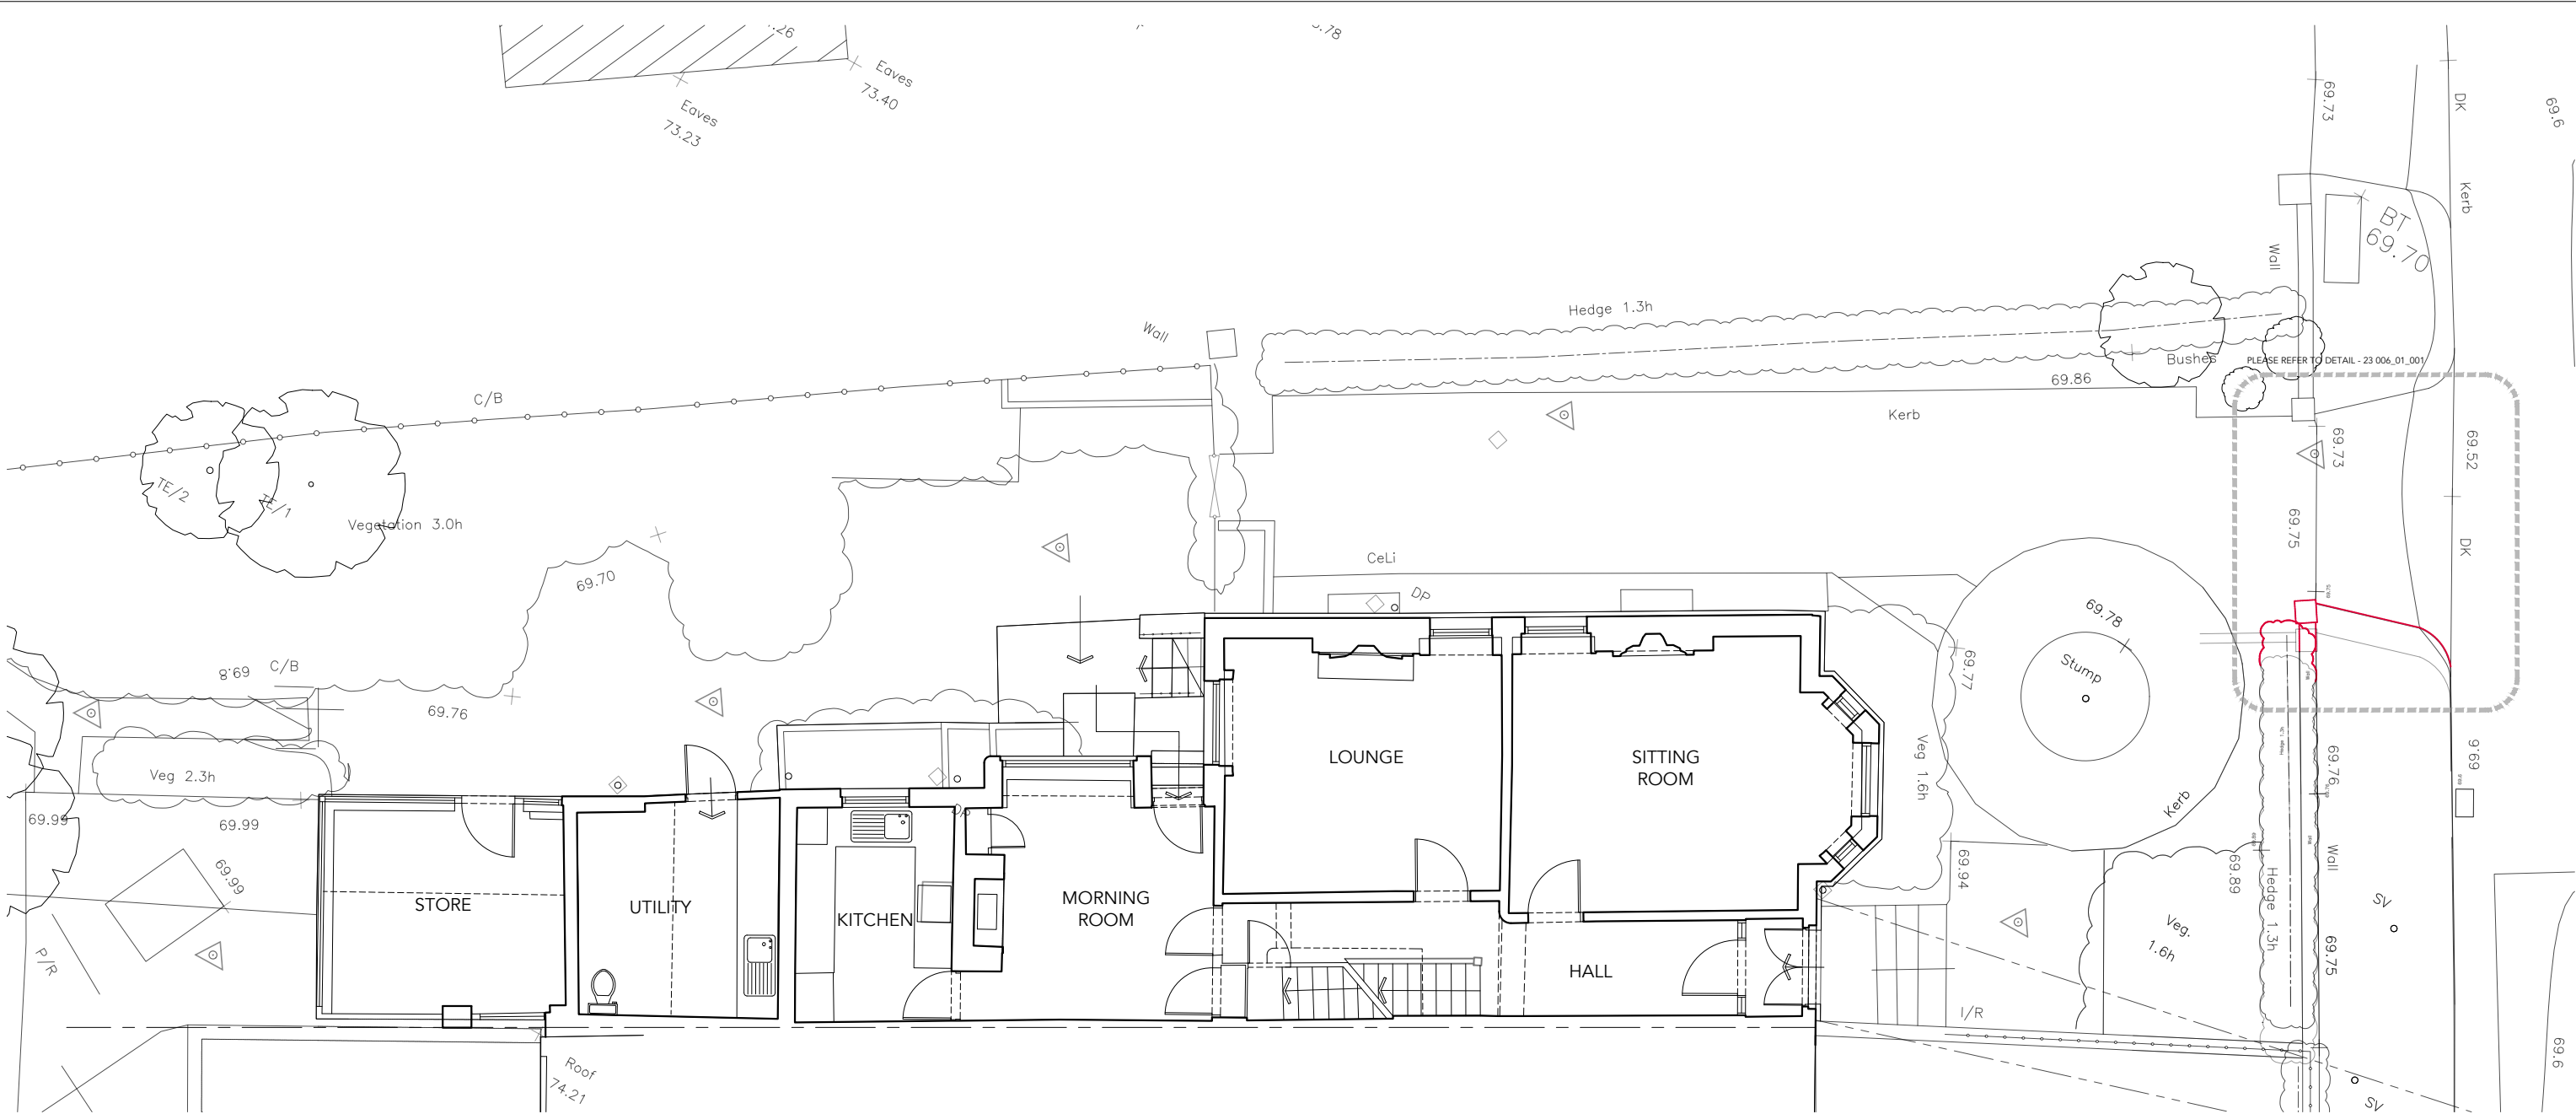 Eaves
73.40
Eaves
73.23
69.73
DK
69.6
Kerb
BT
69.70
Wall
Hedge 1.3h
Wall
Bushes
PLEASE REFER TO DETAIL - 23 006_01_001
69.86
Kerb
C/B
TE/2
TE/1
Vegetation 3.0h
69.73
69.52
69.75
DK
CeLi
DP
69.70
69.78
Stump
69.77
C/B
69.8
69.76
Veg 2.3h
LOUNGE
SITTING
ROOM
Veg 1.6h
Kerb
69.76
69.6
Wall
69.99
69.99
69.99
STORE
UTILITY
KITCHEN
MORNING
ROOM
HALL
69.94
69.89
Hedge 1.3h
Veg.
1.6h
SV
69.75
P/R
I/R
Roof
74.21
SV
69.6